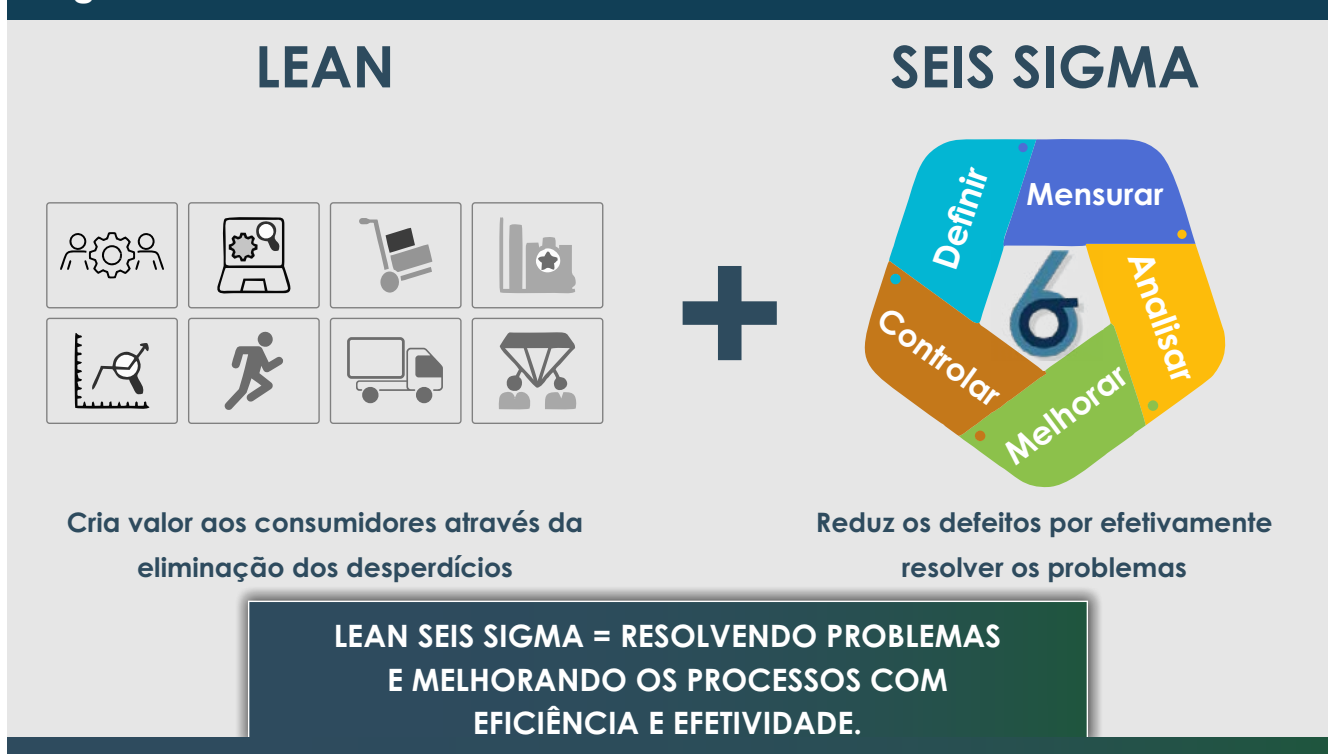 LEAN
SEIS SIGMA
Definir
Mensurar
Analisar
Melhorar
Controlar
6
Cria valor aos consumidores através da
eliminação dos desperdícios
Reduz os defeitos por efetivamente
resolver os problemas
LEAN SEIS SIGMA = RESOLVENDO PROBLEMAS
E MELHORANDO OS PROCESSOS COM
EFICIÊNCIA E EFETIVIDADE.